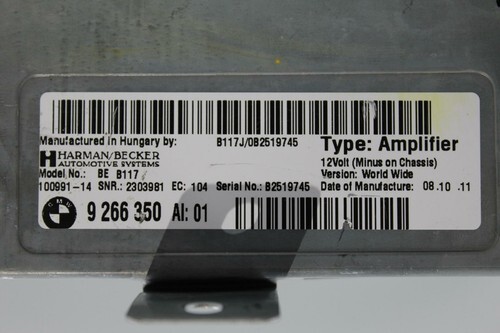 Manufactured in Hungary by:
B117J/0B2519745
Type: Amplifier
HARMAN/BECKER
AUTOMOTIVE SYSTEMS
12Volt (Minus on Chassis)
Model.No.: BE B117
Version: World Wide
100991-14 SNR.: 2303981 EC: 104 Serial No.: B2519745 Date of Manufacture: 08.10.11
BMW 9 266 350 AI: 01